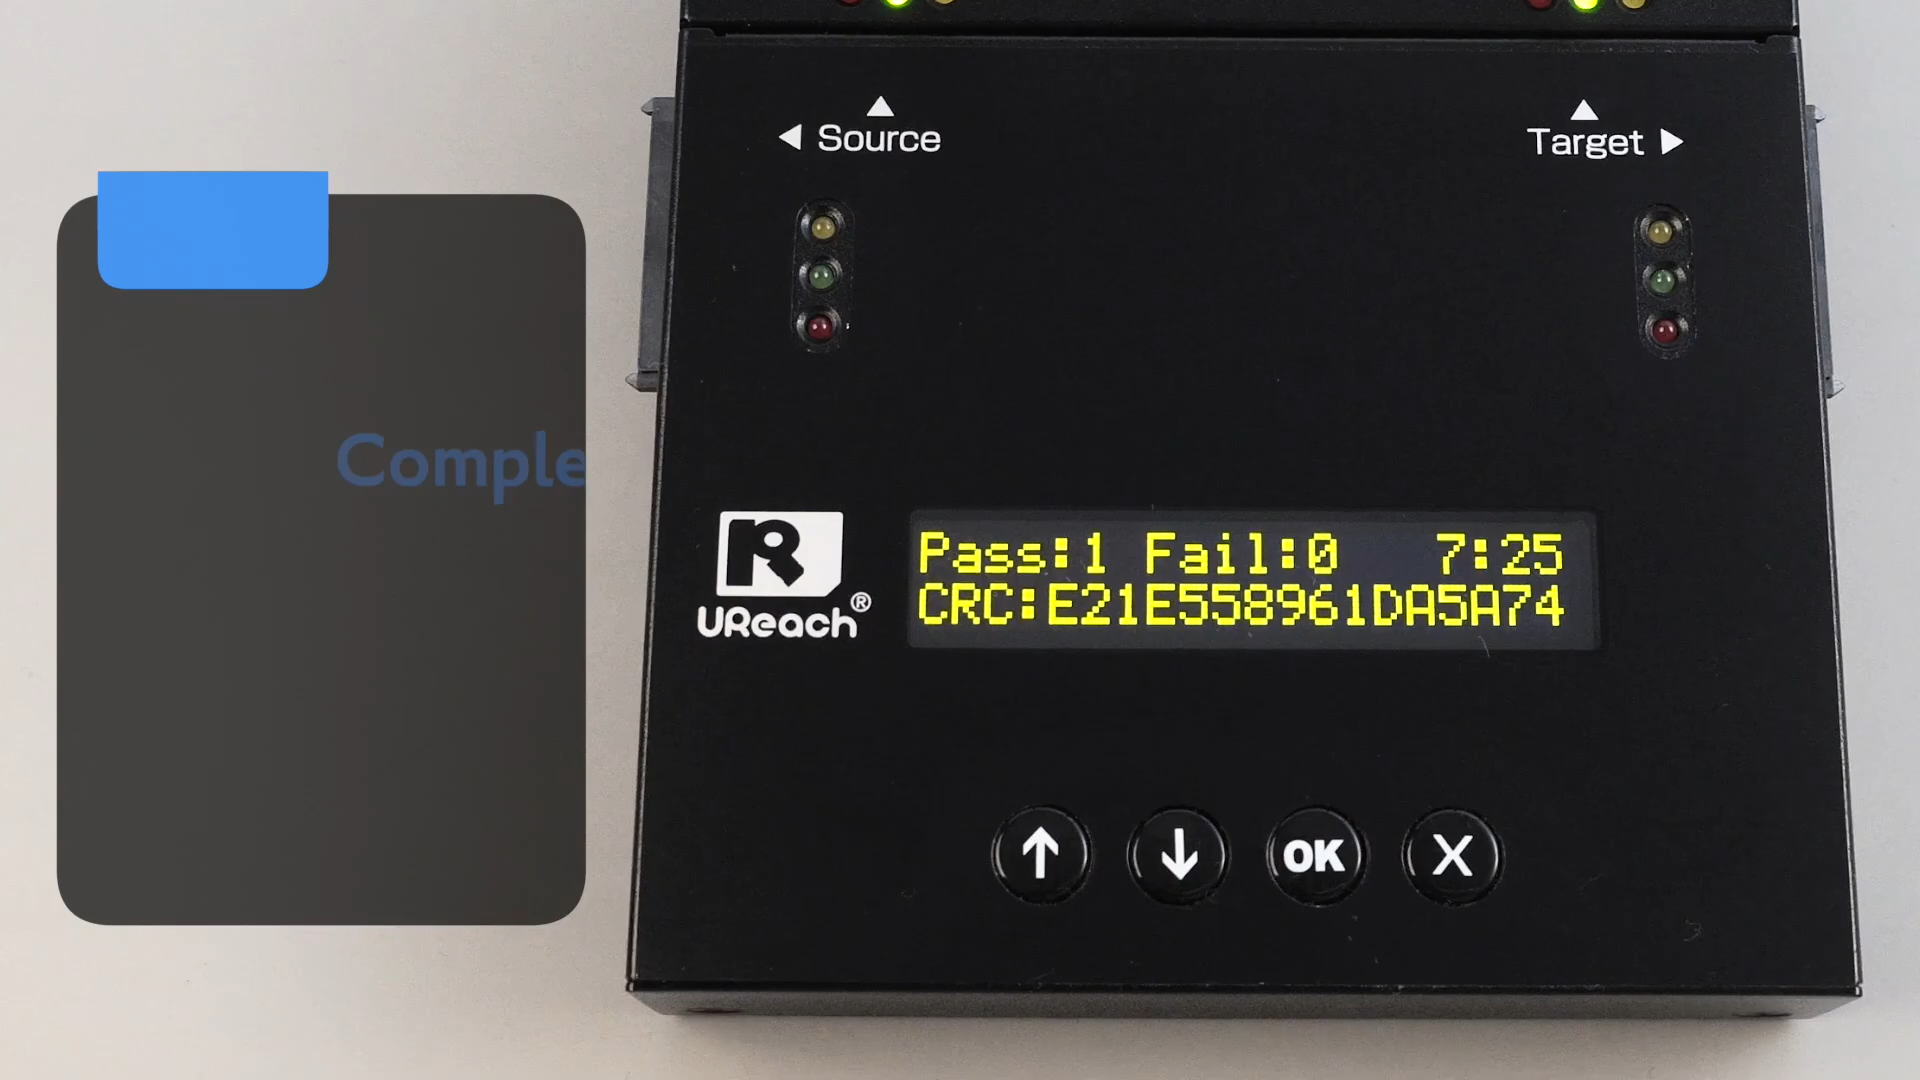 ◀ Source
Target ▶
Comple
Pass:1 Fail:0 7:25
CRC:E21E558961DA5A74
UReach®
↑ ↓ OK X